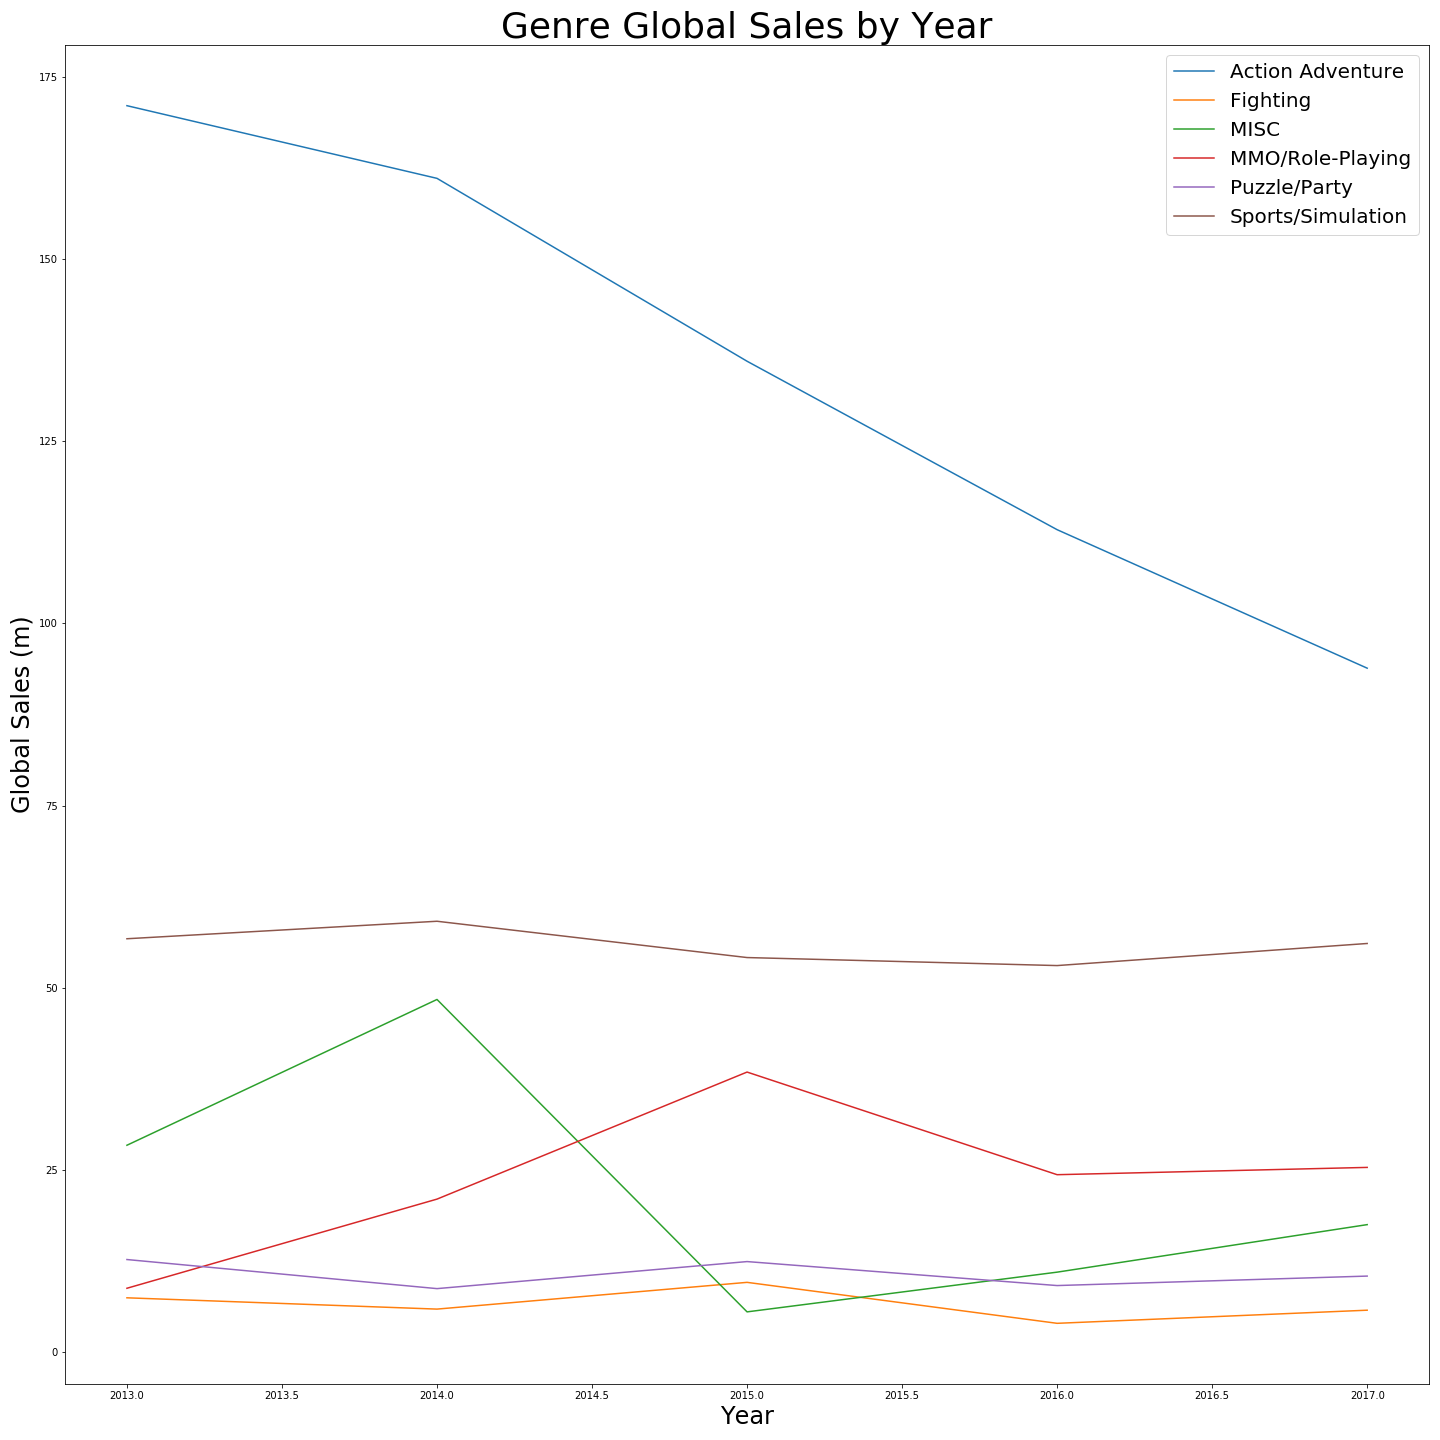 Genre Global Sales by Year
Action Adventure
Fighting
MISC
MMO/Role-Playing
Puzzle/Party
Sports/Simulation
175
150
125
100
75
50
25
0
Global Sales (m)
2013.0 2013.5 2014.0 2014.5 2015.0 2015.5 2016.0 2016.5 2017.0
Year